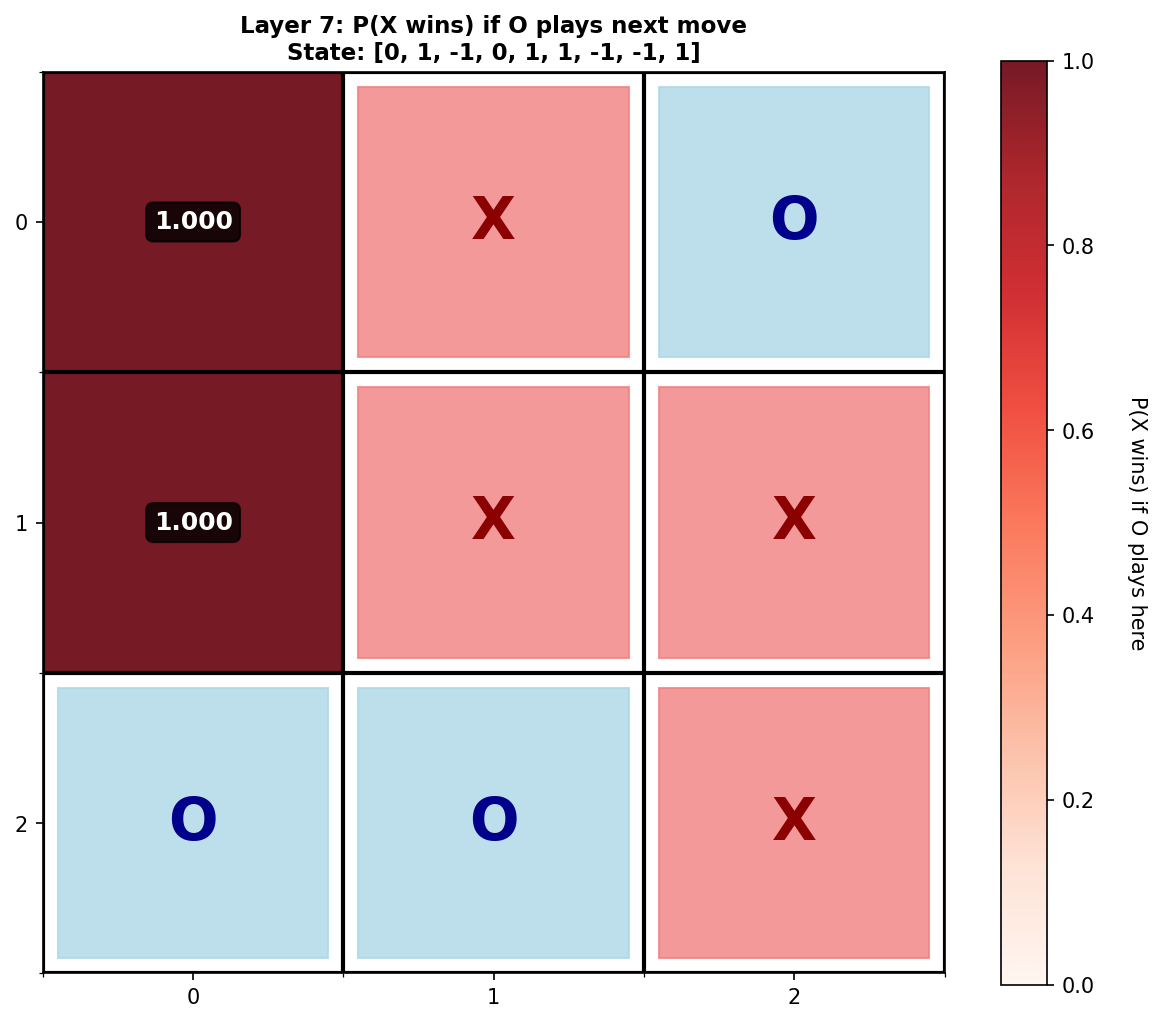 Layer 7: P(X wins) if O plays next move
State: [0, 1, -1, 0, 1, 1, -1, -1, 1]
0
1.000
X
O
1
1.000
X
X
2
O
O
X
0
1
2
1.0
0.8
0.6
0.4
0.2
0.0
P(X wins) if O plays here